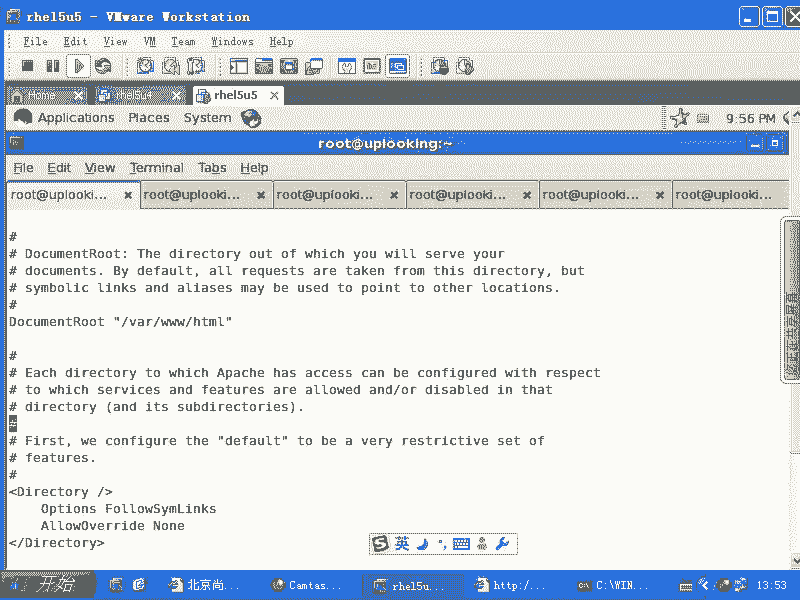 rhel5u5 - VMware Workstation
File Edit View VM Team Windows Help
Home rhel5u4 rhel5u5
Applications Places System 9:56 PM
root@uplooking:~
File Edit View Terminal Tabs Help
root@uplooki... root@uplooki... root@uplooki... root@uplooki... root@uplooki... root@uplooki...
#
# DocumentRoot: The directory out of which you will serve your
# documents. By default, all requests are taken from this directory, but
# symbolic links and aliases may be used to point to other locations.
#
DocumentRoot "/var/www/html"
#
# Each directory to which Apache has access can be configured with respect
# to which services and features are allowed and/or disabled in that
# directory (and its subdirectories).
#
# First, we configure the "default" to be a very restrictive set of
# features.
#
<Directory />
Options FollowSymLinks
AllowOverride None
</Directory>
英
开始 北京尚... Camtas... rhel5u... http:/... C:\WIN... 13:53